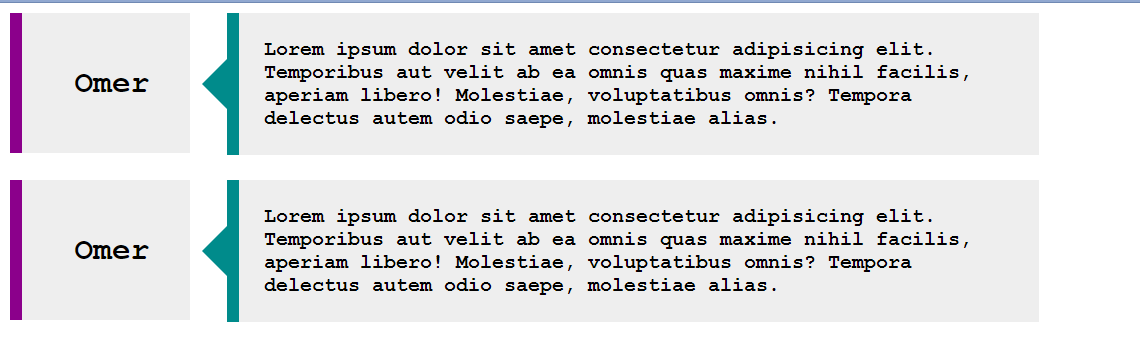 Omer
Lorem ipsum dolor sit amet consectetur adipisicing elit.
Temporibus aut velit ab ea omnis quas maxime nihil facilis,
aperiam libero! Molestiae, voluptatibus omnis? Tempora
delectus autem odio saepe, molestiae alias.
Omer
Lorem ipsum dolor sit amet consectetur adipisicing elit.
Temporibus aut velit ab ea omnis quas maxime nihil facilis,
aperiam libero! Molestiae, voluptatibus omnis? Tempora
delectus autem odio saepe, molestiae alias.